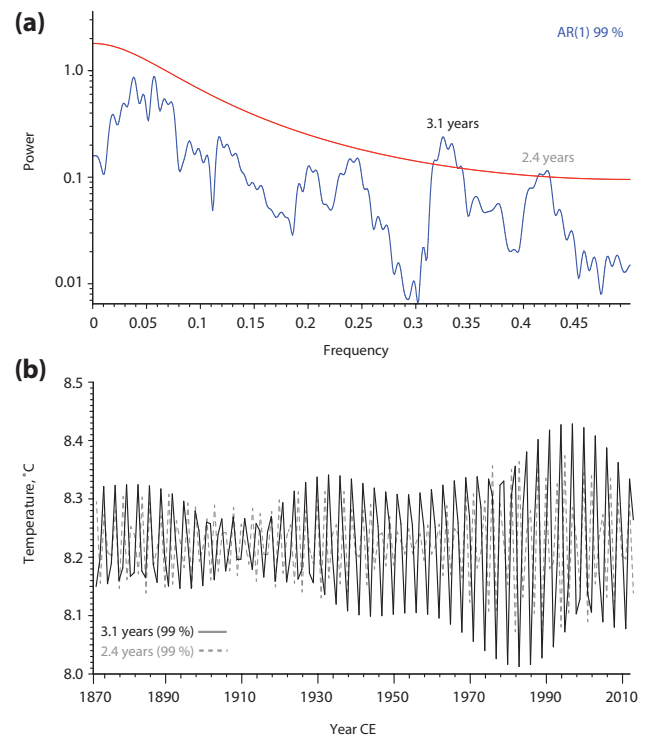 (a)
AR(1) 99 %
1.0
0.1
0.01
Power
3.1 years
2.4 years
0 0.05 0.1 0.15 0.2 0.25 0.3 0.35 0.4 0.45
Frequency
(b)
8.5
8.4
8.3
8.2
8.1
8.0
Temperature, ˚C
3.1 years (99 %)
2.4 years (99 %)
1870 1890 1910 1930 1950 1970 1990 2010
Year CE